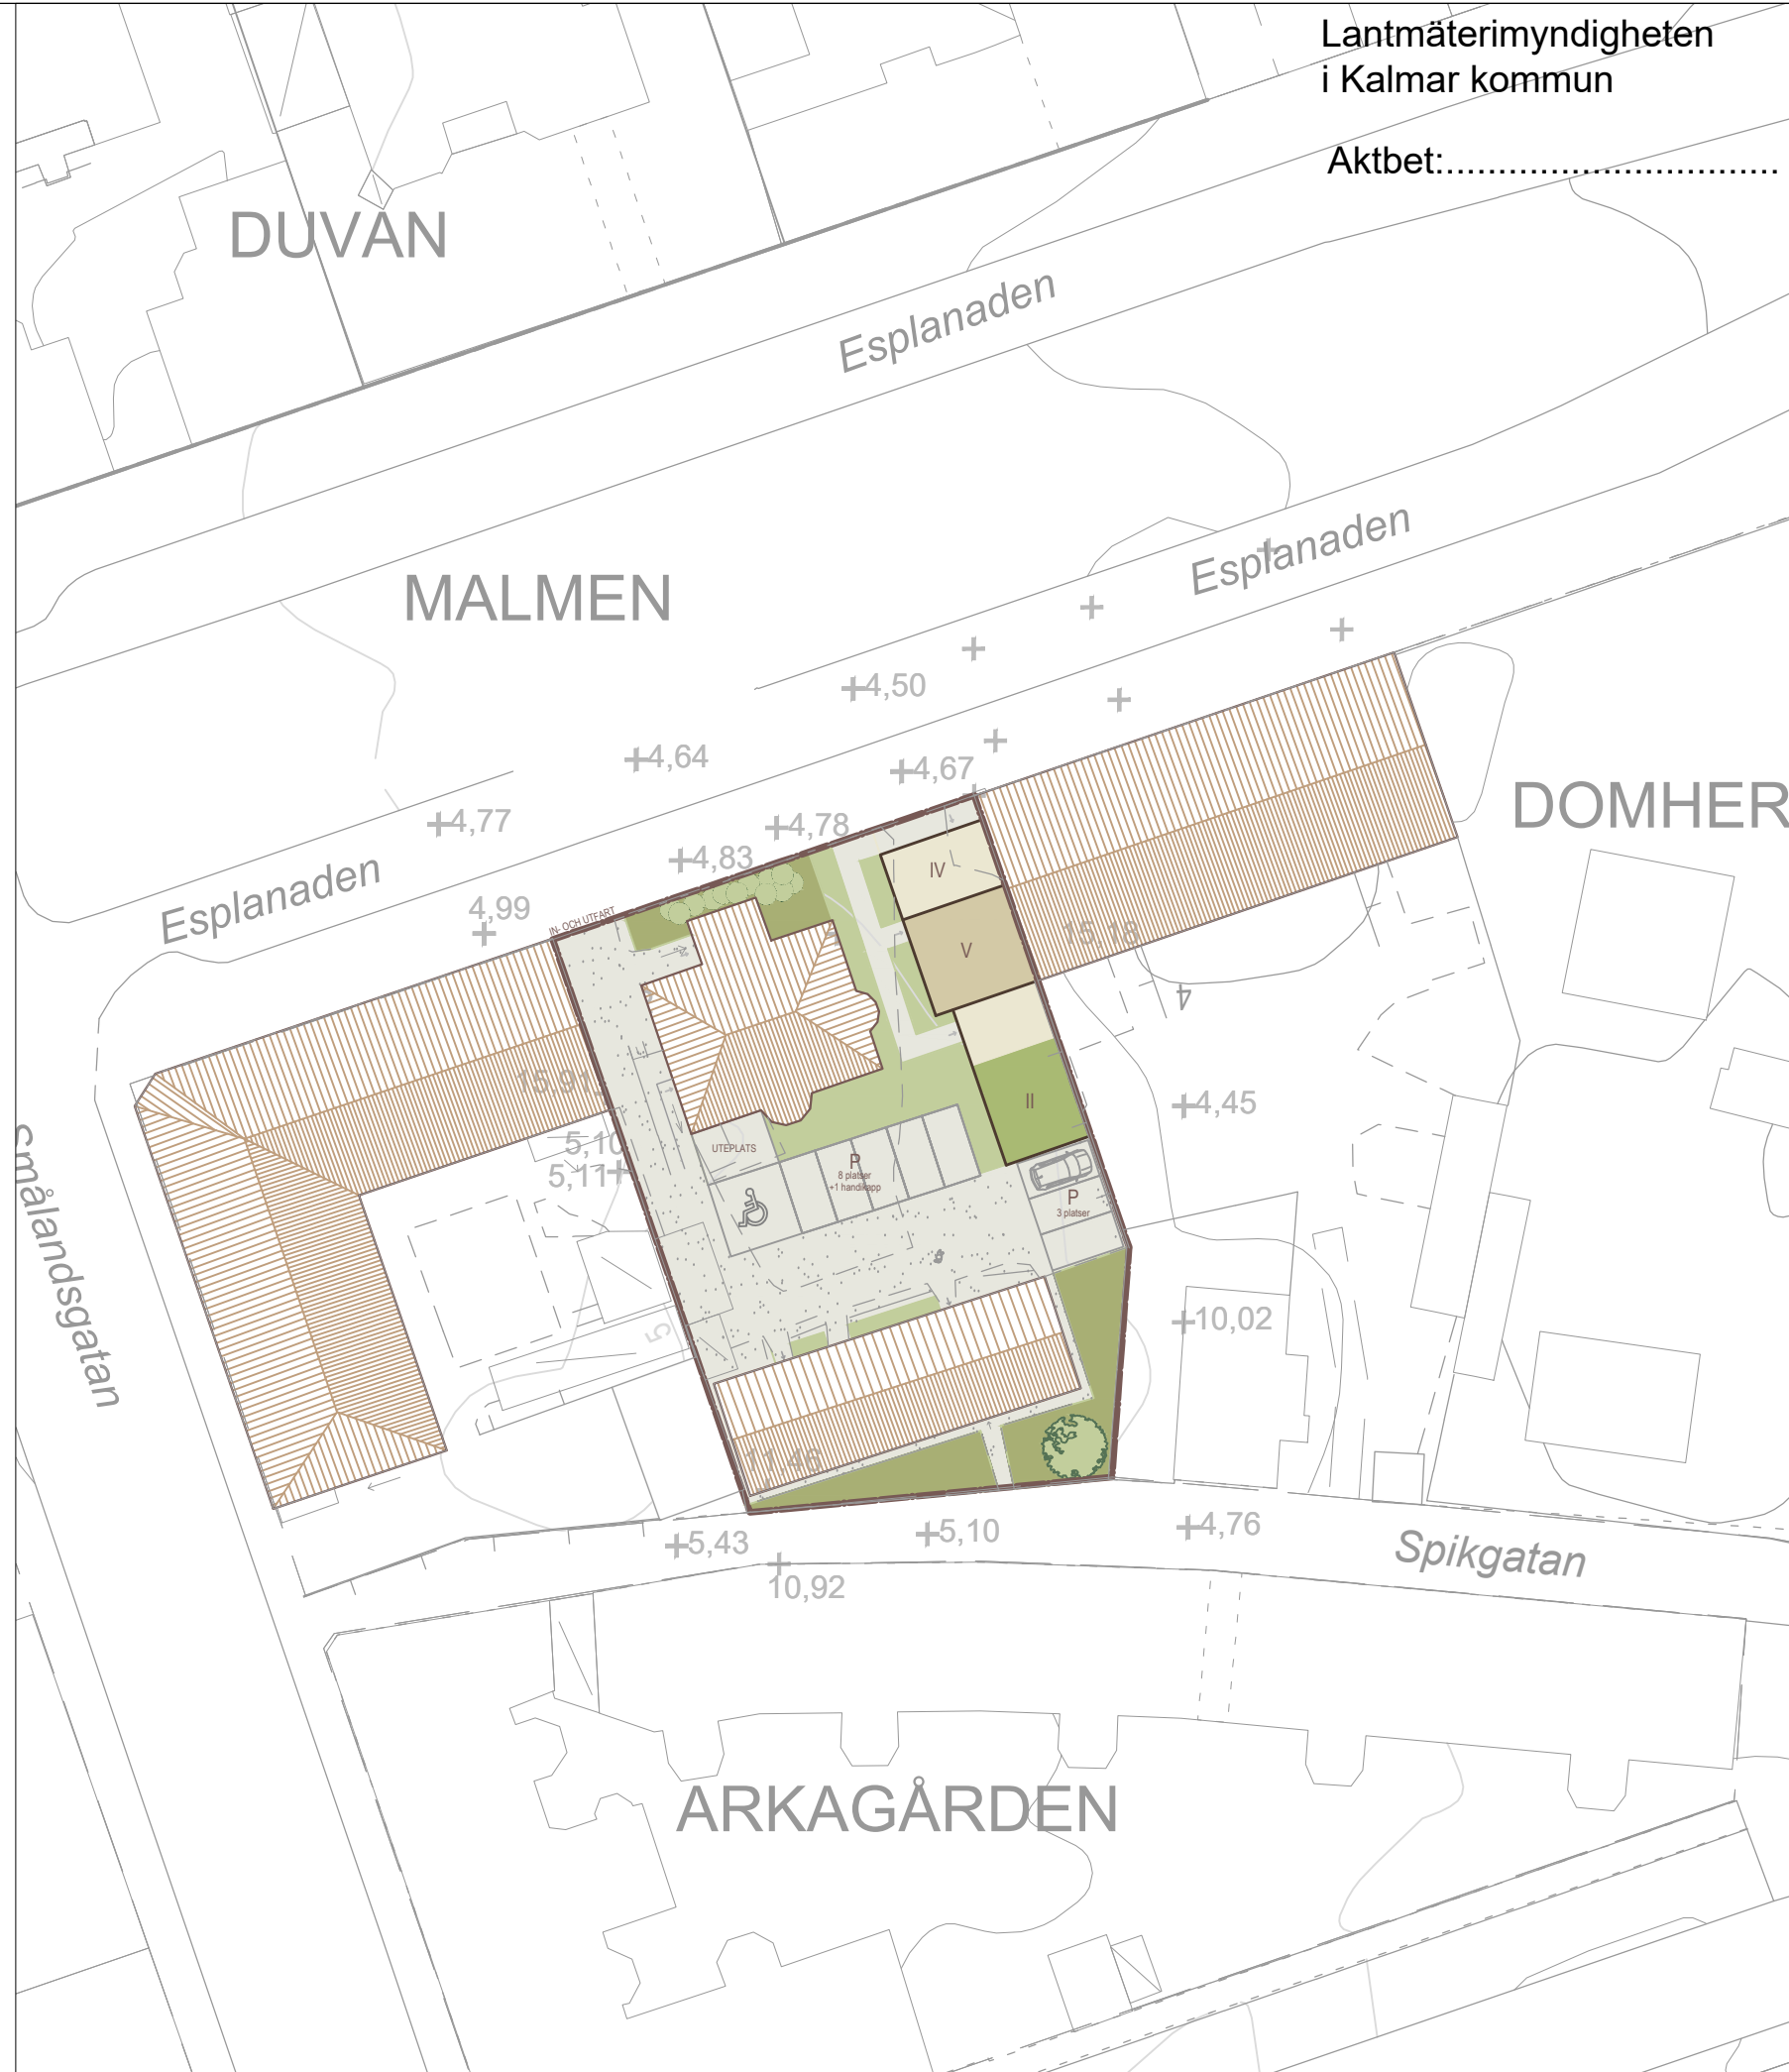 Lantmäterimyndigheten
i Kalmar kommun
Aktbet:................................
DUVAN
Esplanaden
Esplanaden
MALMEN
4,50
4,64
4,67
4,77
4,78
DOMHER
4,83
Esplanaden
4,99
IN- OCH UTFART
IV
V
15,18
4
15,91
II
4,45
5,10
5,11
UTEPLATS
P
8 platser
+1 handikapp
P
3 platser
Smålandsgatan
10,02
5
11,46
5,43
5,10
4,76
Spikgatan
10,92
ARKAGÅRDEN